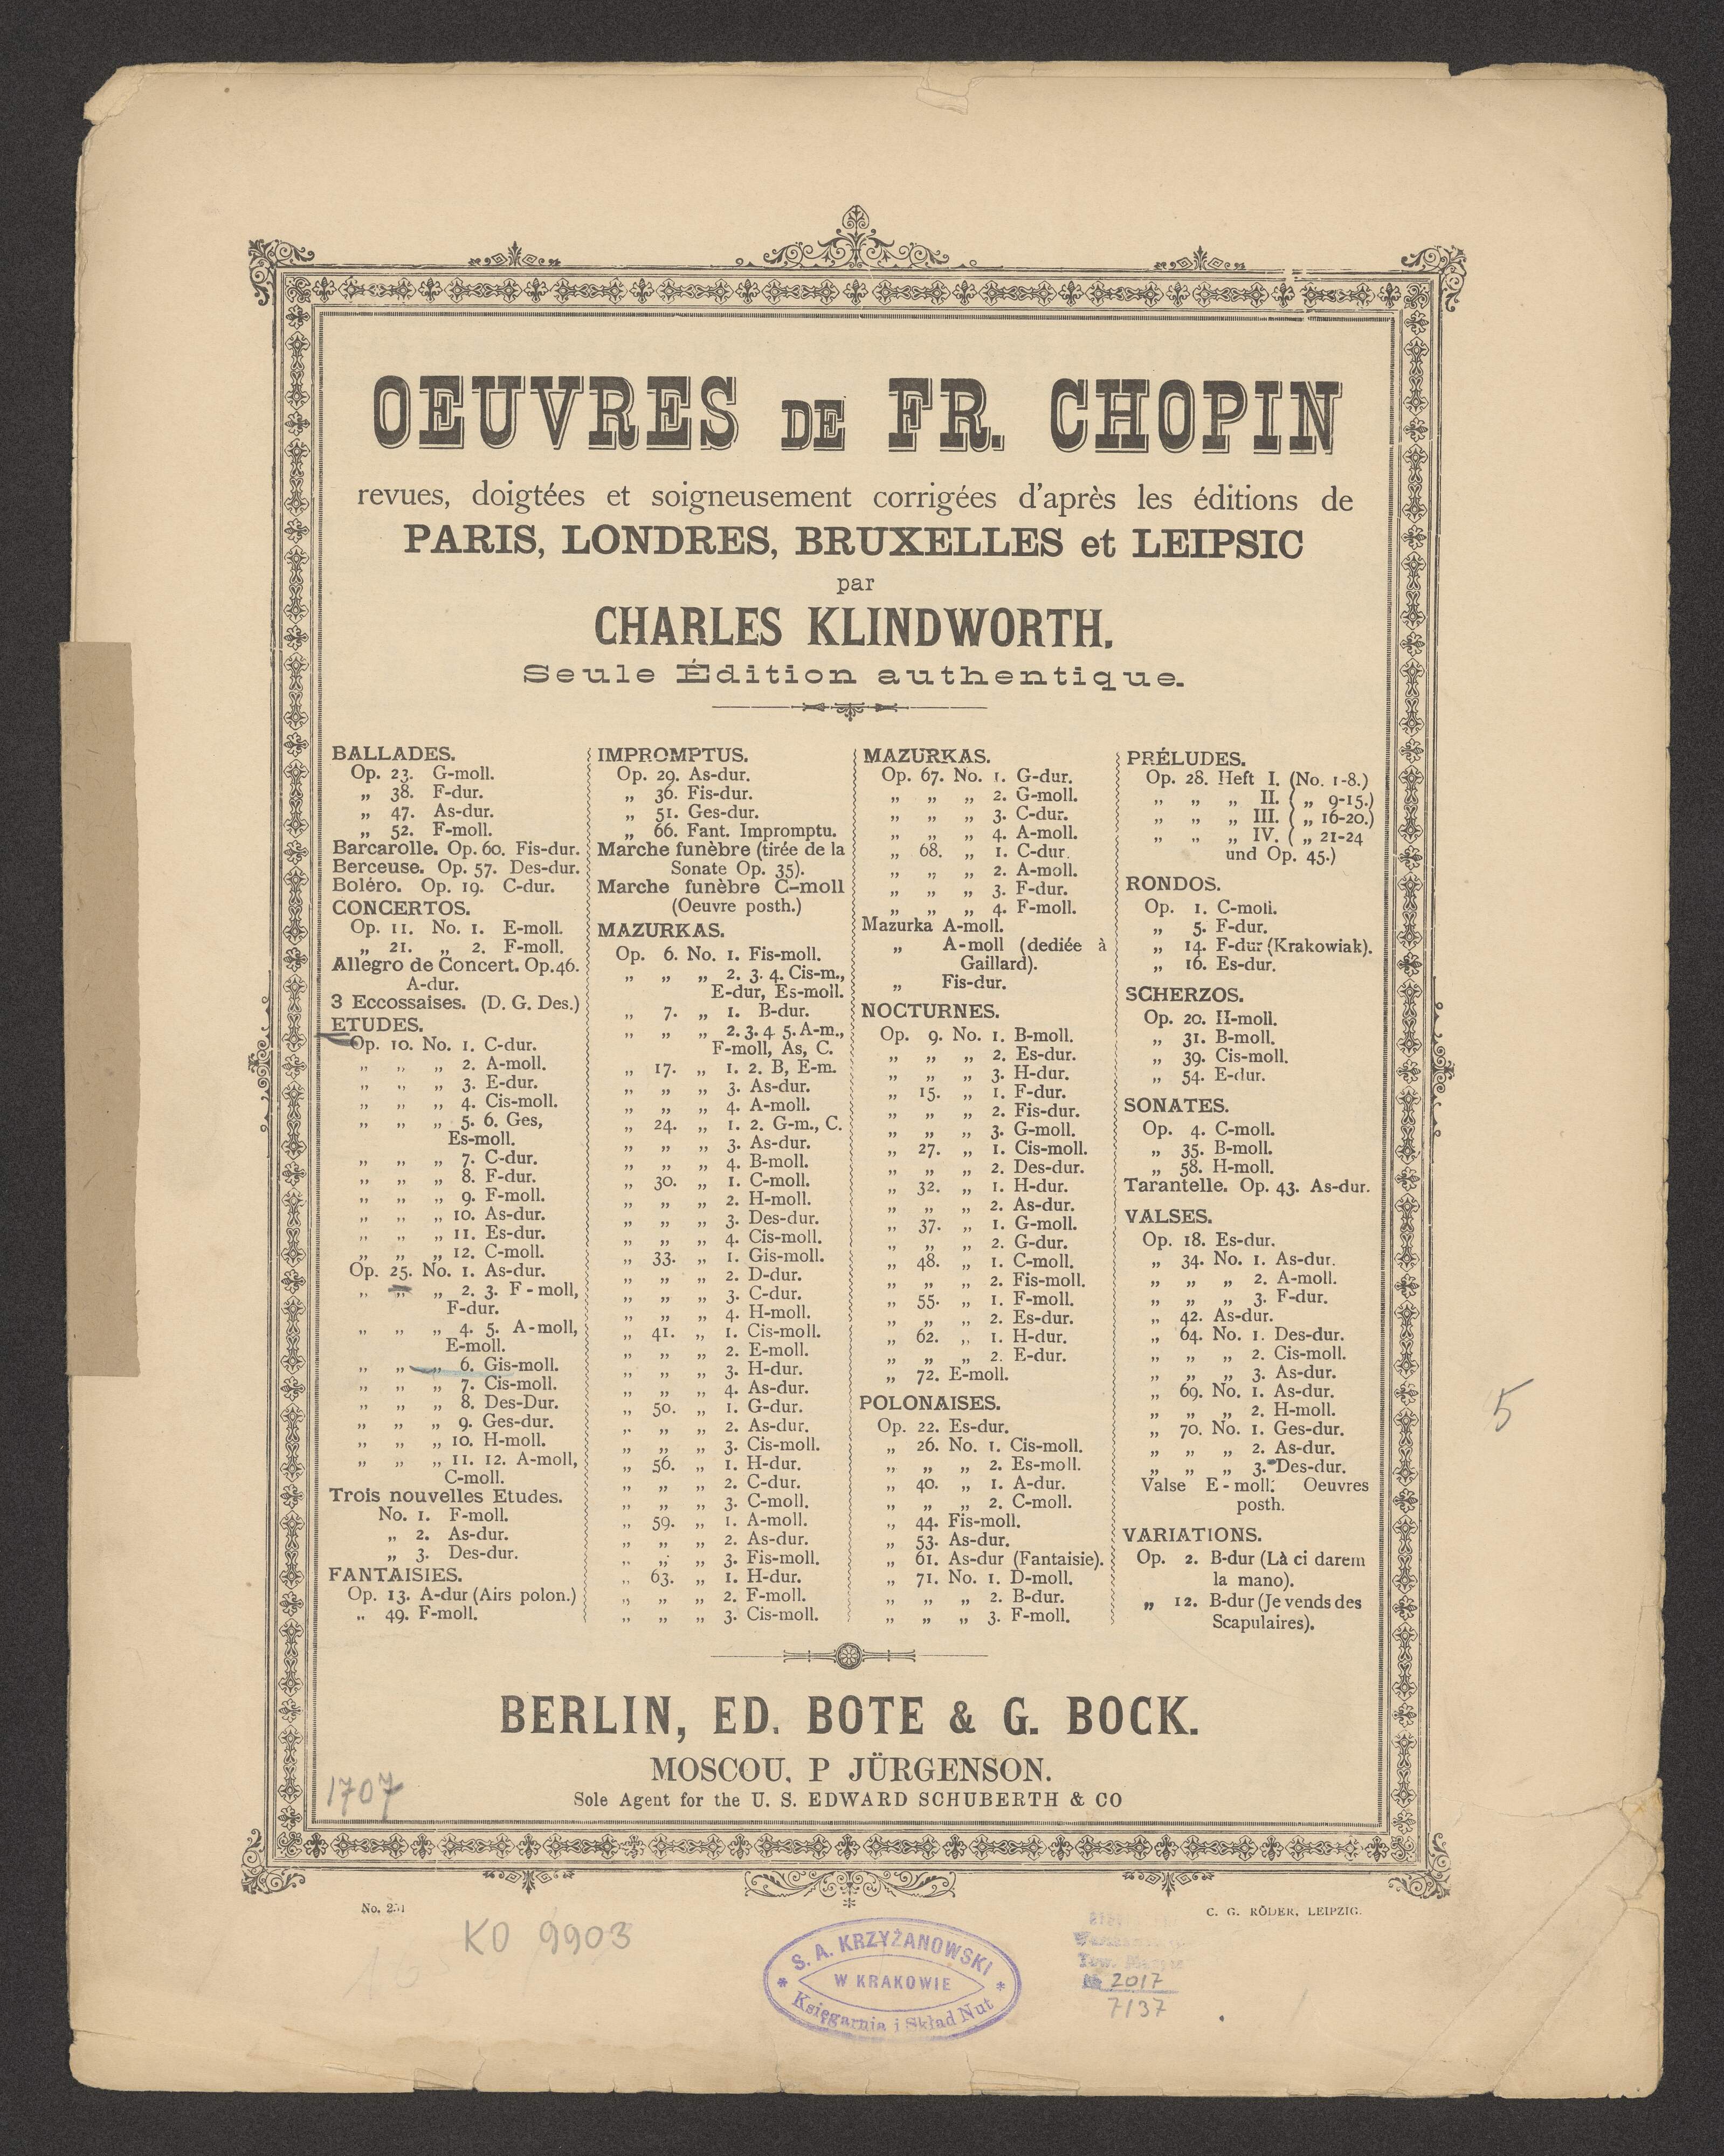 OEUVRES DE FR. CHOPIN
revues, doigtées et soigneusement corrigées d'après les éditions de
PARIS, LONDRES, BRUXELLES et LEIPSIC
par
CHARLES KLINDWORTH.
Seule Édition authentique.
BALLADES.
Op. 23. G-moll.
„ 38. F-dur.
„ 47. As-dur.
„ 52. F-moll.
Barcarolle. Op. 60. Fis-dur.
Berceuse. Op. 57. Des-dur.
Boléro. Op. 19. C-dur.
CONCERTOS.
Op. 11. No. 1. E-moll.
„ 21. „ 2. F-moll.
Allegro de Concert. Op. 46.
A-dur.
3 Eccossaises. (D. G. Des.)
ETUDES.
Op. 10. No. 1. C-dur.
„ „ „ 2. A-moll.
„ „ „ 3. E-dur.
„ „ „ 4. Cis-moll.
„ „ „ 5. 6. Ges,
Es-moll.
„ „ „ 7. C-dur.
„ „ „ 8. F-dur.
„ „ „ 9. F-moll.
„ „ „ 10. As-dur.
„ „ „ 11. Es-dur.
„ „ „ 12. C-moll.
Op. 25. No. 1. As-dur.
„ „ „ 2. 3. F-moll,
F-dur.
„ „ „ 4. 5. A-moll,
E-moll.
„ „ „ 6. Gis-moll.
„ „ „ 7. Cis-moll.
„ „ „ 8. Des-Dur.
„ „ „ 9. Ges-dur.
„ „ „ 10. H-moll.
„ „ „ 11. 12. A-moll,
C-moll.
Trois nouvelles Etudes.
No. 1. F-moll.
„ 2. As-dur.
„ 3. Des-dur.
FANTAISIES.
Op. 13. A-dur (Airs polon.)
„ 49. F-moll.
IMPROMPTUS.
Op. 29. As-dur.
„ 36. Fis-dur.
„ 51. Ges-dur.
„ 66. Fant. Impromptu.
Marche funèbre (tirée de la
Sonate Op. 35).
Marche funèbre C-moll
(Oeuvre posth.)
MAZURKAS.
Op. 6. No. 1. Fis-moll.
„ „ „ 2. 3. 4. Cis-m.,
E-dur, Es-moll.
„ 7. „ 1. B-dur.
„ „ „ 2. 3. 4 5. A-m.,
F-moll, As, C.
„ 17. „ 1. 2. B, E-m.
„ „ „ 3. As-dur.
„ „ „ 4. A-moll.
„ 24. „ 1. 2. G-m., C.
„ „ „ 3. As-dur.
„ „ „ 4. B-moll.
„ 30. „ 1. C-moll.
„ „ „ 2. H-moll.
„ „ „ 3. Des-dur.
„ „ „ 4. Cis-moll.
„ 33. „ 1. Gis-moll.
„ „ „ 2. D-dur.
„ „ „ 3. C-dur.
„ „ „ 4. H-moll.
„ 41. „ 1. Cis-moll.
„ „ „ 2. E-moll.
„ „ „ 3. H-dur.
„ „ „ 4. As-dur.
„ 50. „ 1. G-dur.
„ „ „ 2. As-dur.
„ „ „ 3. Cis-moll.
„ 56. „ 1. H-dur.
„ „ „ 2. C-dur.
„ „ „ 3. C-moll.
„ 59. „ 1. A-moll.
„ „ „ 2. As-dur.
„ „ „ 3. Fis-moll.
„ 63. „ 1. H-dur.
„ „ „ 2. F-moll.
„ „ „ 3. Cis-moll.
MAZURKAS.
Op. 67. No. 1. G-dur.
„ „ „ 2. G-moll.
„ „ „ 3. C-dur.
„ „ „ 4. A-moll.
„ 68. „ 1. C-dur.
„ „ „ 2. A-moll.
„ „ „ 3. F-dur.
„ „ „ 4. F-moll.
Mazurka A-moll.
„ A-moll (dediée à
Gaillard).
„ Fis-dur.
NOCTURNES.
Op. 9. No. 1. B-moll.
„ „ „ 2. Es-dur.
„ „ „ 3. H-dur.
„ 15. „ 1. F-dur.
„ „ „ 2. Fis-dur.
„ „ „ 3. G-moll.
„ 27. „ 1. Cis-moll.
„ „ „ 2. Des-dur.
„ 32. „ 1. H-dur.
„ „ „ 2. As-dur.
„ 37. „ 1. G-moll.
„ „ „ 2. G-dur.
„ 48. „ 1. C-moll.
„ „ „ 2. Fis-moll.
„ 55. „ 1. F-moll.
„ „ „ 2. Es-dur.
„ 62. „ 1. H-dur.
„ „ „ 2. E-dur.
„ 72. E-moll.
POLONAISES.
Op. 22. Es-dur.
„ 26. No. 1. Cis-moll.
„ „ „ 2. Es-moll.
„ 40. „ 1. A-dur.
„ „ „ 2. C-moll.
„ 44. Fis-moll.
„ 53. As-dur.
„ 61. As-dur (Fantaisie).
„ 71. No. 1. D-moll.
„ „ „ 2. B-dur.
„ „ „ 3. F-moll.
PRÉLUDES.
Op. 28. Heft I. (No. 1-8.)
„ „ „ II. ( „ 9-15.)
„ „ „ III. ( „ 16-20.)
„ „ „ IV. ( „ 21-24
und Op. 45.)
RONDOS.
Op. 1. C-moll.
„ 5. F-dur.
„ 14. F-dur (Krakowiak).
„ 16. Es-dur.
SCHERZOS.
Op. 20. H-moll.
„ 31. B-moll.
„ 39. Cis-moll.
„ 54. E-dur.
SONATES.
Op. 4. C-moll.
„ 35. B-moll.
„ 58. H-moll.
Tarantelle. Op. 43. As-dur.
VALSES.
Op. 18. Es-dur.
„ 34. No. 1. As-dur.
„ „ „ 2. A-moll.
„ „ „ 3. F-dur.
„ 42. As-dur.
„ 64. No. 1. Des-dur.
„ „ „ 2. Cis-moll.
„ „ „ 3. As-dur.
„ 69. No. 1. As-dur.
„ „ „ 2. H-moll.
„ 70. No. 1. Ges-dur.
„ „ „ 2. As-dur.
„ „ „ 3. Des-dur.
Valse E-moll. Oeuvres
posth.
VARIATIONS.
Op. 2. B-dur (Là ci darem
la mano).
„ 12. B-dur (Je vends des
Scapulaires).
5
BERLIN, ED. BOTE & G. BOCK.
MOSCOU. P JÜRGENSON.
Sole Agent for the U. S. EDWARD SCHUBERTH & CO
1707
No.
C. G. RÖDER, LEIPZIG.
KD 9903
S. A. KRZYŻANOWSKI
W KRAKOWIE
Księgarnia i Skład Nut
2017
7137